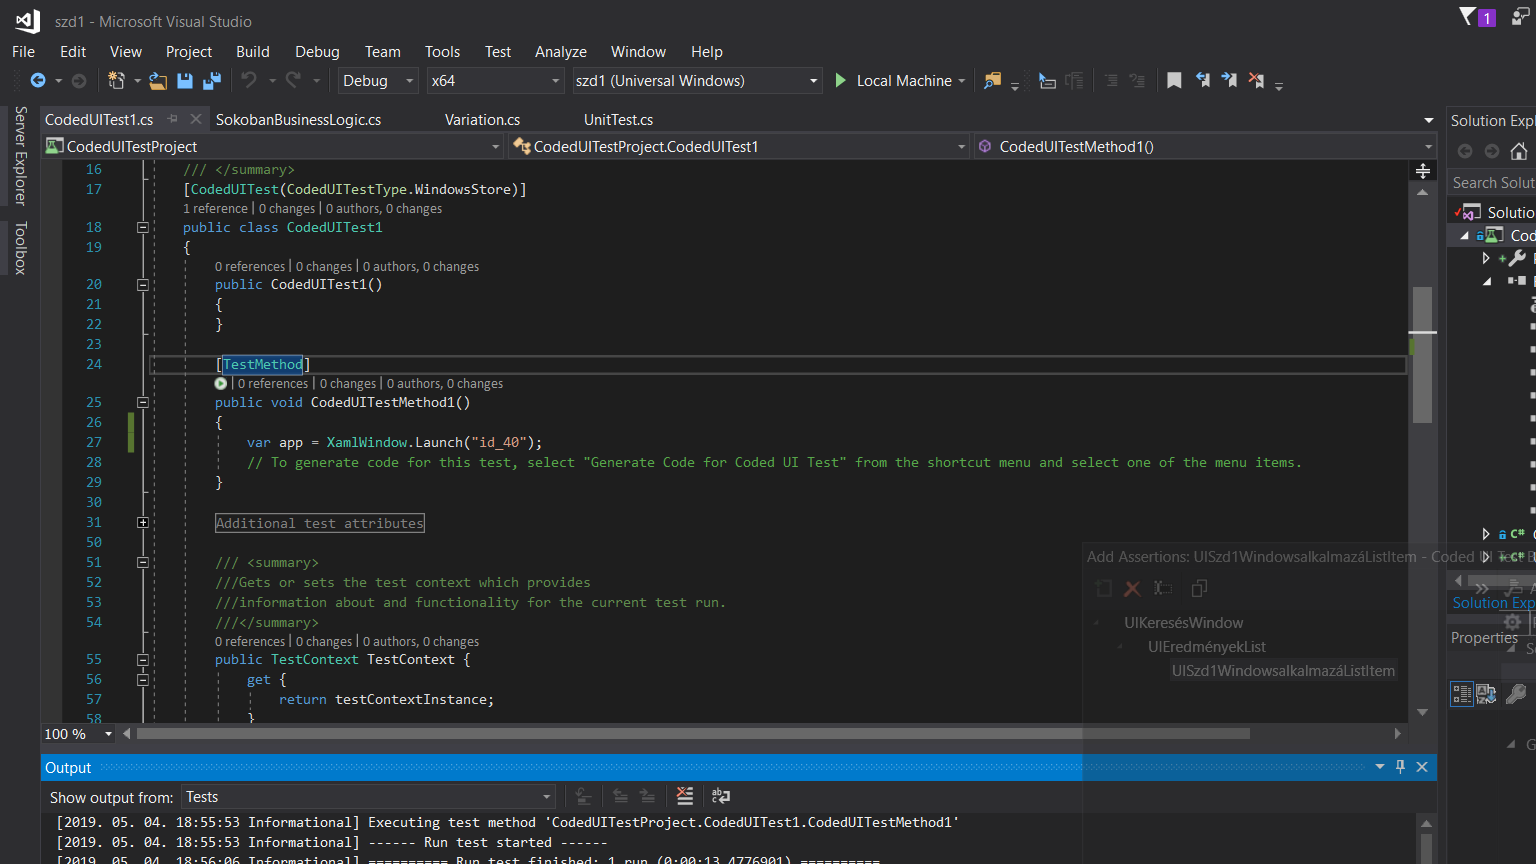 szd1 - Microsoft Visual Studio
1
File Edit View Project Build Debug Team Tools Test Analyze Window Help
Debug x64 szd1 (Universal Windows) Local Machine
Server Explorer
Toolbox
CodedUITest1.cs SokobanBusinessLogic.cs Variation.cs UnitTest.cs
CodedUITestProject CodedUITestProject.CodedUITest1 CodedUITestMethod1()
16 /// </summary>
17 [CodedUITest(CodedUITestType.WindowsStore)]
1 reference | 0 changes | 0 authors, 0 changes
18 public class CodedUITest1
19 {
0 references | 0 changes | 0 authors, 0 changes
20 public CodedUITest1()
21 {
22 }
23
24 [TestMethod]
| 0 references | 0 changes | 0 authors, 0 changes
25 public void CodedUITestMethod1()
26 {
27 var app = XamlWindow.Launch("id_40");
28 // To generate code for this test, select "Generate Code for Coded UI Test" from the shortcut menu and select one of the menu items.
29 }
30
31 Additional test attributes
50
51 /// <summary>
52 ///Gets or sets the test context which provides
53 ///information about and functionality for the current test run.
54 ///</summary>
0 references | 0 changes | 0 authors, 0 changes
55 public TestContext TestContext {
56 get {
57 return testContextInstance;
58 }
100 %
Solution Expl
Search Solut
Solutio
Cod
C#
C#
Solution Exp
Properties
Add Assertions: UISzd1WindowsalkalmazáListItem - Coded UI Test B
UIKeresésWindow
UIEredményekList
UISzd1WindowsalkalmazáListItem
Output
Show output from: Tests
[2019. 05. 04. 18:55:53 Informational] Executing test method 'CodedUITestProject.CodedUITest1.CodedUITestMethod1'
[2019. 05. 04. 18:55:53 Informational] ------ Run test started ------
[2019. 05. 04. 18:56:06 Informational] ========== Run test finished: 1 run (0:00:13,4776901) ==========